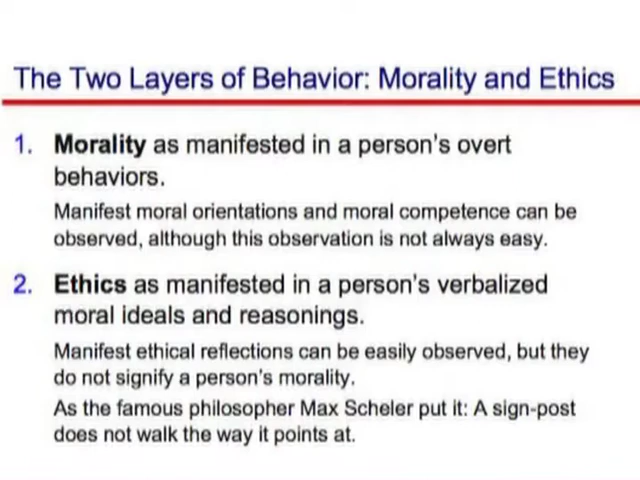 The Two Layers of Behavior: Morality and Ethics
1. Morality as manifested in a person's overt
behaviors.
Manifest moral orientations and moral competence can be
observed, although this observation is not always easy.
2. Ethics as manifested in a person's verbalized
moral ideals and reasonings.
Manifest ethical reflections can be easily observed, but they
do not signify a person's morality.
As the famous philosopher Max Scheler put it: A sign-post
does not walk the way it points at.